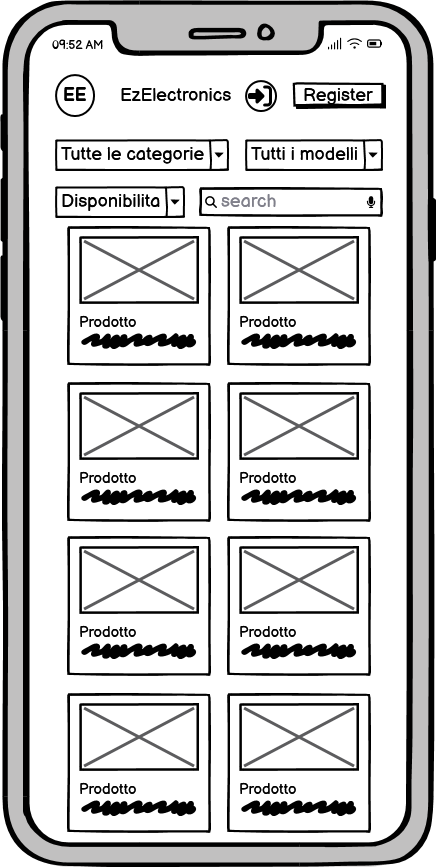 09:52 AM
EE EzElectronics Register
Tutte le categorie Tutti i modelli
Disponibilita search
Prodotto Prodotto
Prodotto Prodotto
Prodotto Prodotto
Prodotto Prodotto